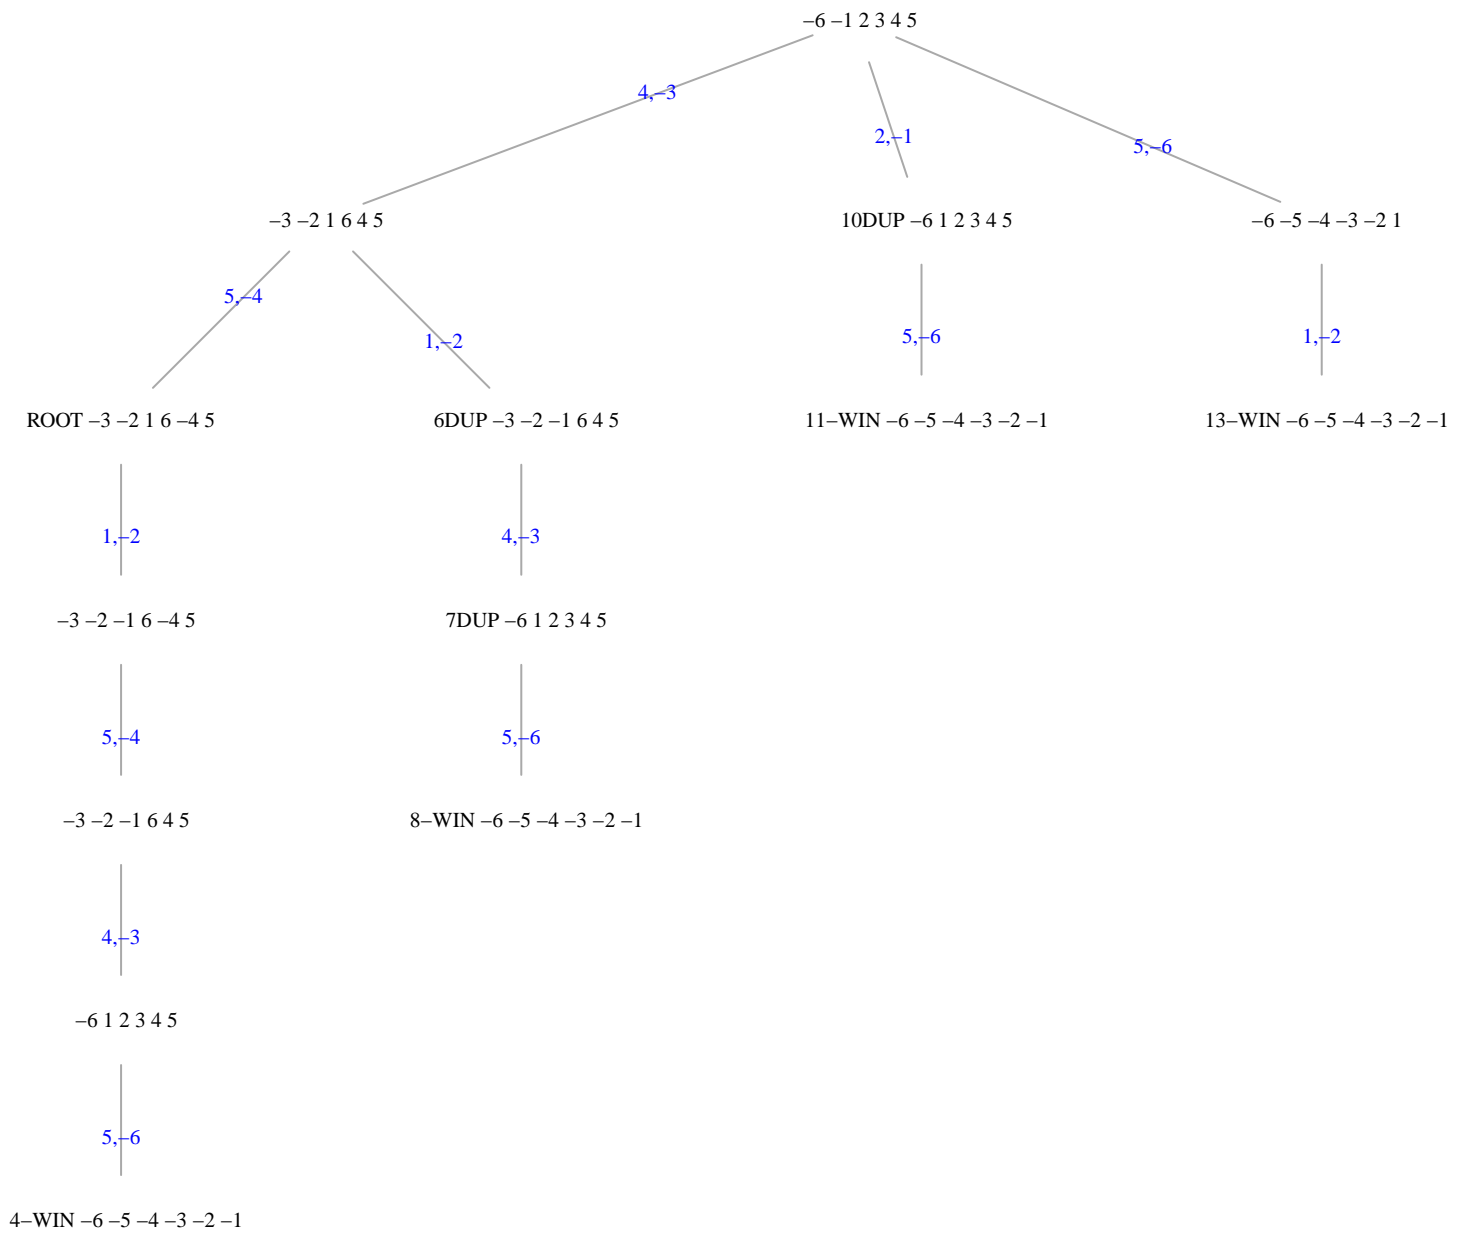 −6 −1 2 3 4 5
4,−3
2,−1
5,−6
−3 −2 1 6 4 5
10DUP −6 1 2 3 4 5
−6 −5 −4 −3 −2 1
5,−4
1,−2
5,−6
1,−2
ROOT −3 −2 1 6 −4 5
6DUP −3 −2 −1 6 4 5
11−WIN −6 −5 −4 −3 −2 −1
13−WIN −6 −5 −4 −3 −2 −1
1,−2
4,−3
−3 −2 −1 6 −4 5
7DUP −6 1 2 3 4 5
5,−4
5,−6
−3 −2 −1 6 4 5
8−WIN −6 −5 −4 −3 −2 −1
4,−3
−6 1 2 3 4 5
5,−6
4−WIN −6 −5 −4 −3 −2 −1